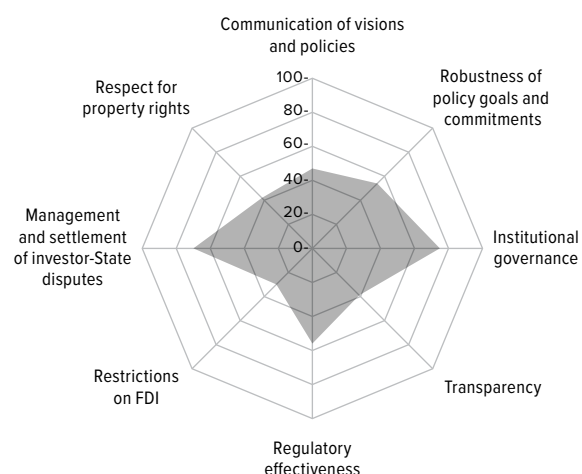 Communication of visions
and policies
100-
Robustness of
policy goals and
commitments
Respect for
property rights
80-
60-
40-
20-
0-
Management
and settlement
of investor-State
disputes
Institutional
governance
Restrictions
on FDI
Transparency
Regulatory
effectiveness